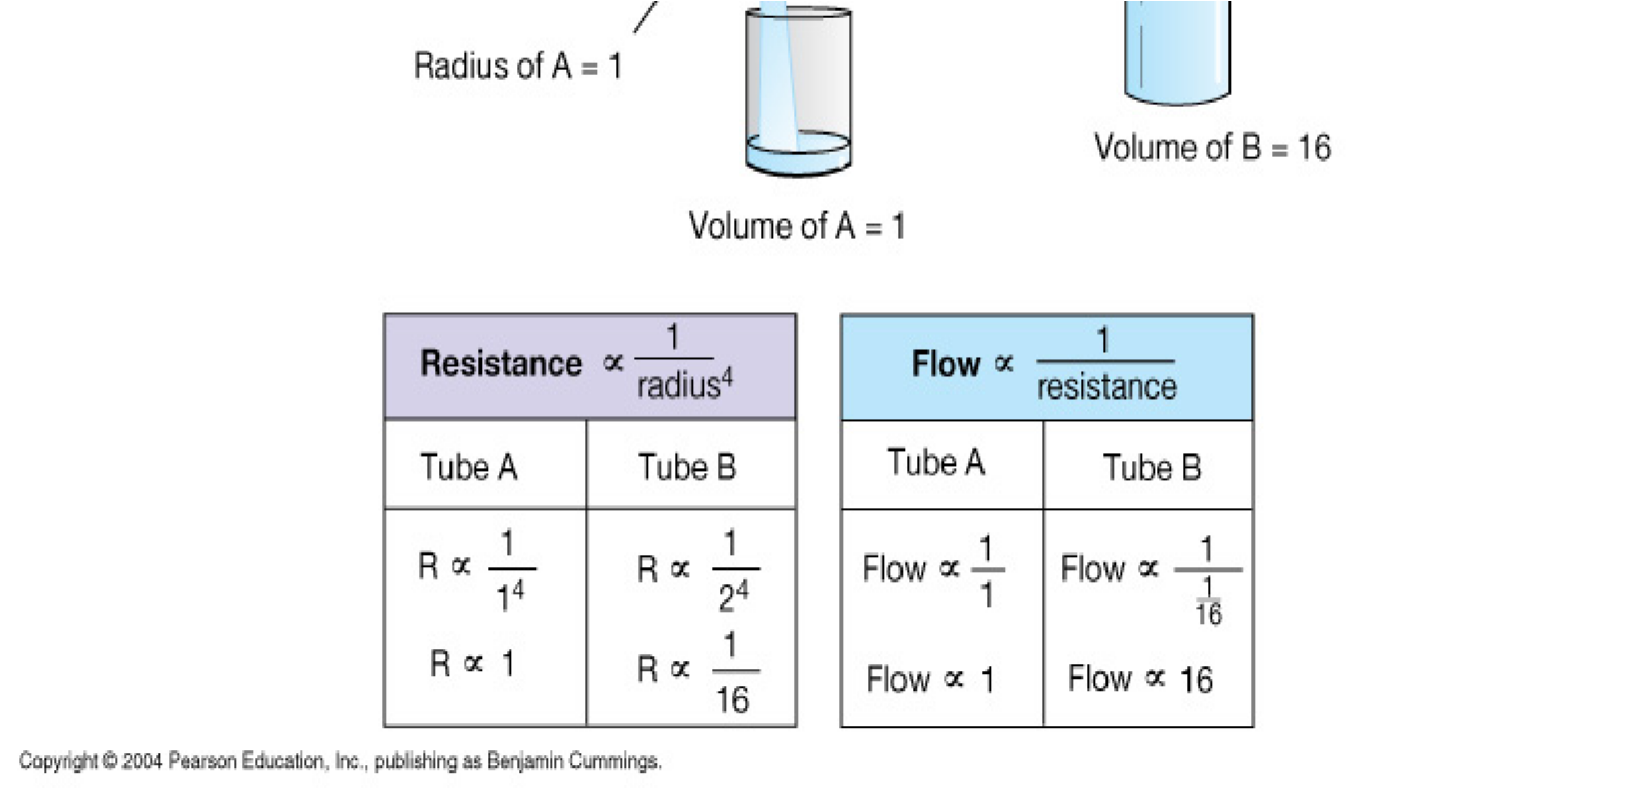 Radius of A = 1
Volume of B = 16
Volume of A = 1
Resistance ∝ 1/radius⁴
Flow ∝ 1/resistance
Tube A Tube B Tube A Tube B
R ∝ 1/1⁴ R ∝ 1/2⁴ Flow ∝ 1/1 Flow ∝ 1/(1/16)
R ∝ 1 R ∝ 1/16 Flow ∝ 1 Flow ∝ 16
Copyright © 2004 Pearson Education, Inc., publishing as Benjamin Cummings.